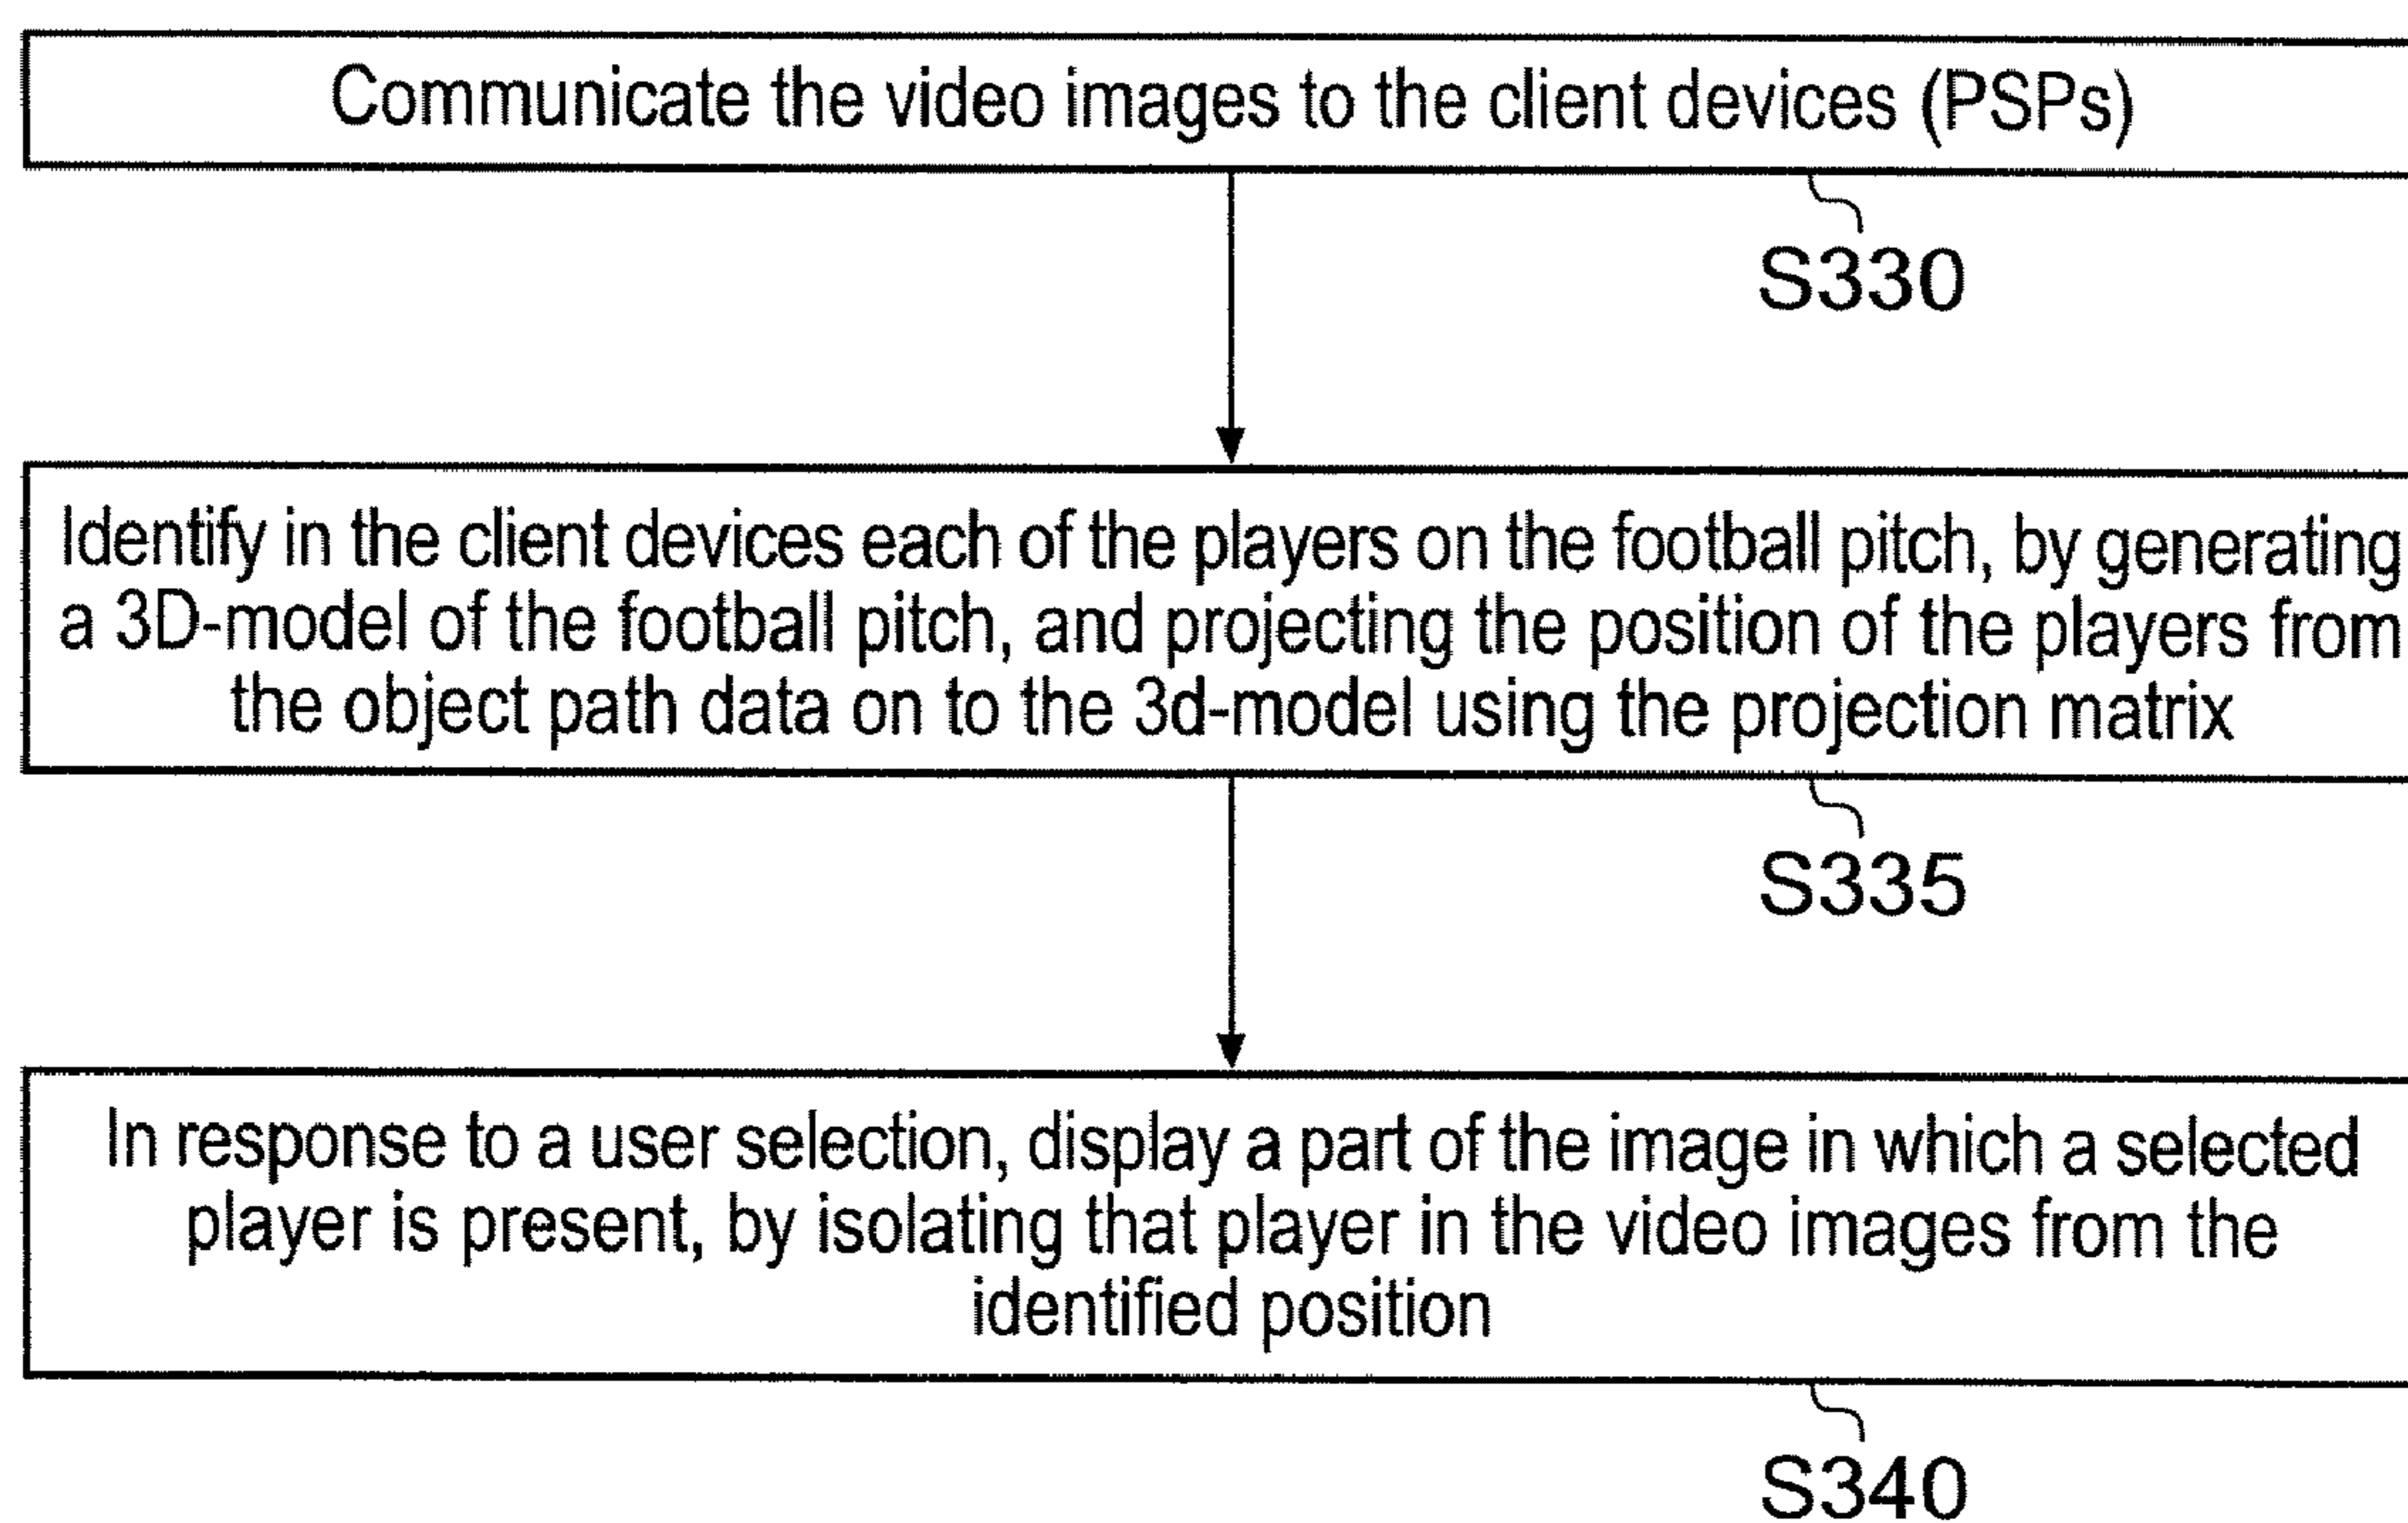 Communicate the video images to the client devices (PSPs)
S330
Identify in the client devices each of the players on the football pitch, by generating
a 3D-model of the football pitch, and projecting the position of the players from
the object path data on to the 3d-model using the projection matrix
S335
In response to a user selection, display a part of the image in which a selected
player is present, by isolating that player in the video images from the
identified position
S340